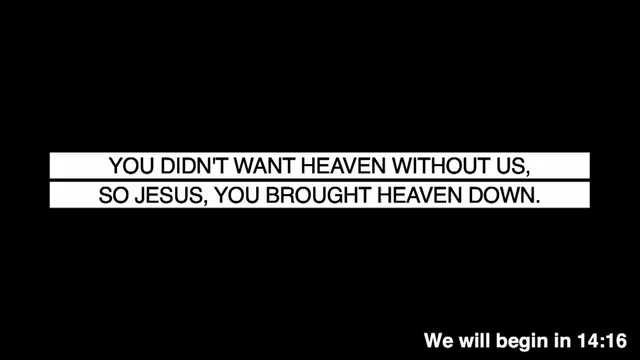 YOU DIDN'T WANT HEAVEN WITHOUT US,
SO JESUS, YOU BROUGHT HEAVEN DOWN.
We will begin in 14:16